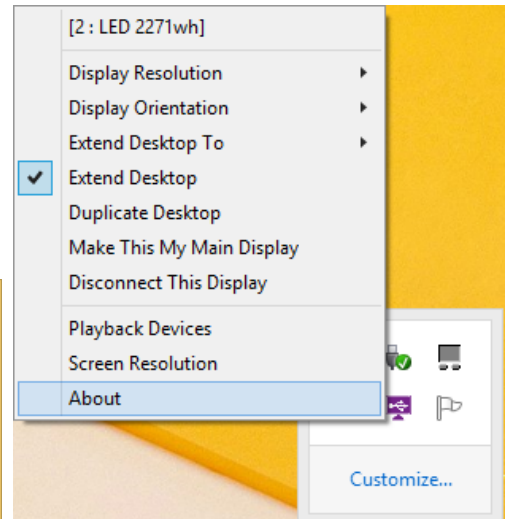 [2 : LED 2271wh]
Display Resolution
Display Orientation
Extend Desktop To
Extend Desktop
Duplicate Desktop
Make This My Main Display
Disconnect This Display
Playback Devices
Screen Resolution
About
Customize...